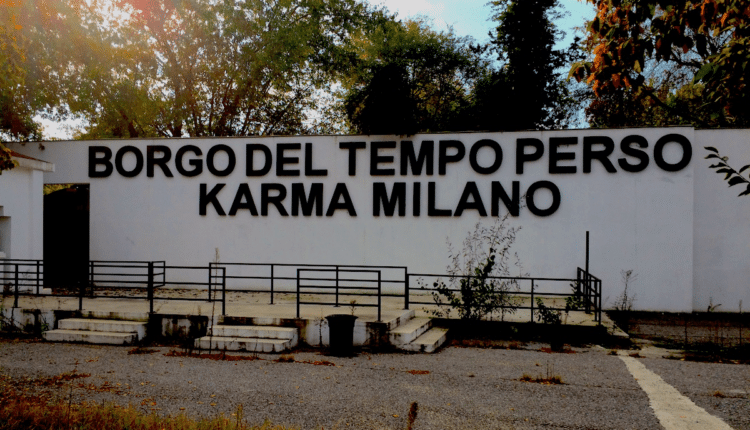 BORGO DEL TEMPO PERSO
KARMA MILANO